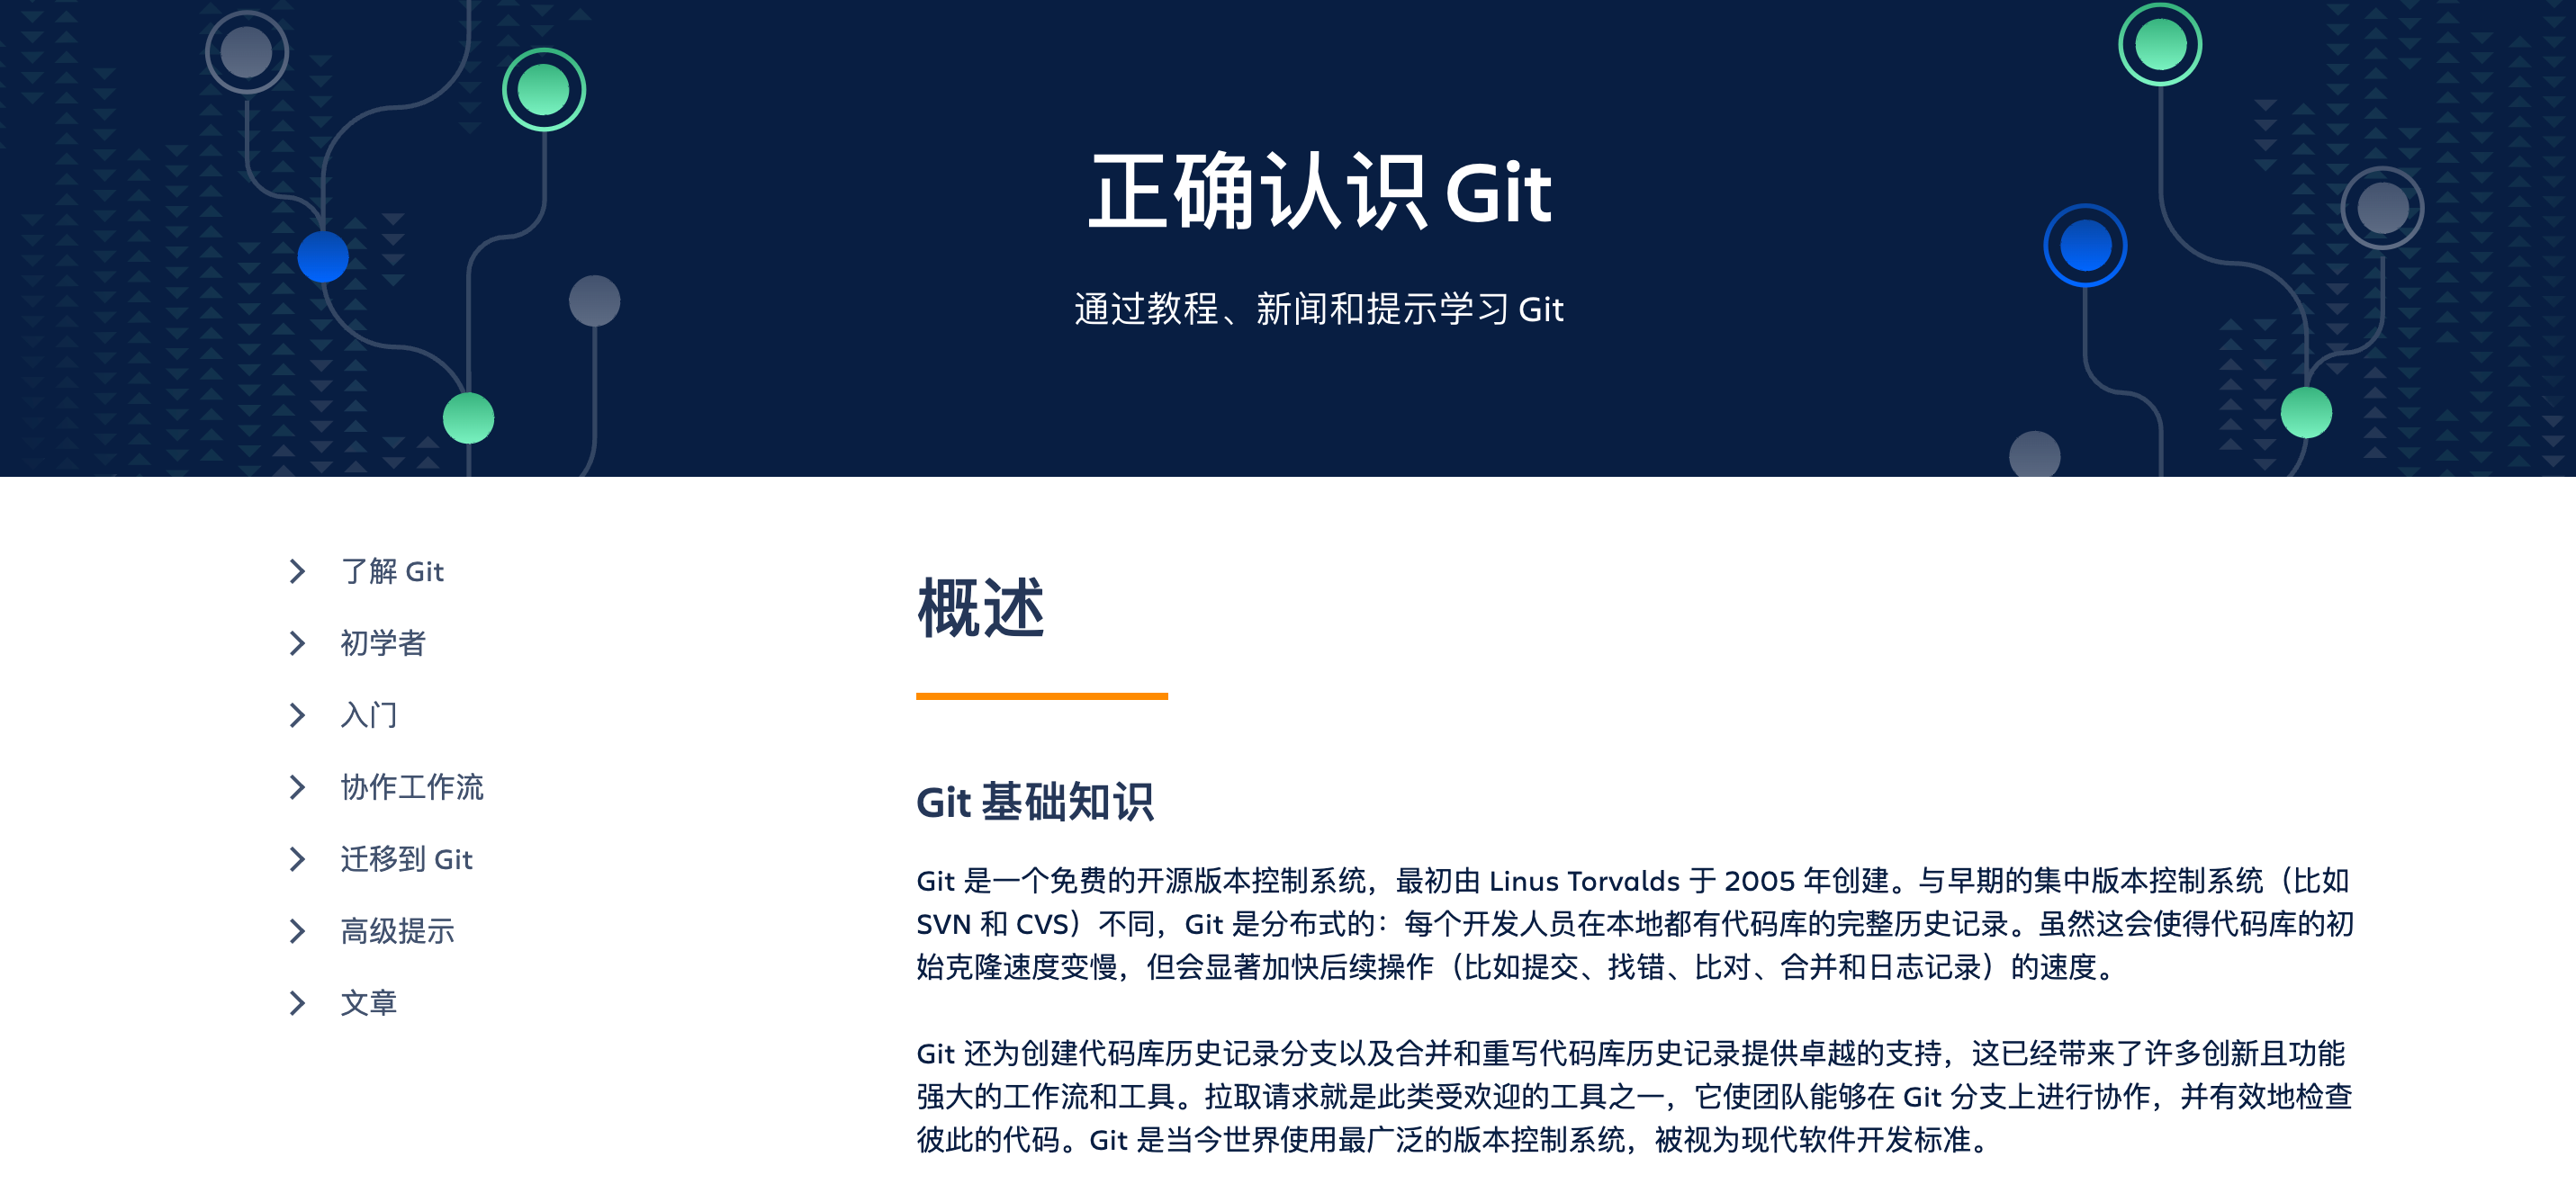 正确认识 Git
通过教程、新闻和提示学习 Git
了解 Git
初学者
入门
协作工作流
迁移到 Git
高级提示
文章
概述
Git 基础知识
Git 是一个免费的开源版本控制系统，最初由 Linus Torvalds 于 2005 年创建。与早期的集中版本控制系统（比如
SVN 和 CVS）不同，Git 是分布式的：每个开发人员在本地都有代码库的完整历史记录。虽然这会使得代码库的初
始克隆速度变慢，但会显著加快后续操作（比如提交、找错、比对、合并和日志记录）的速度。
Git 还为创建代码库历史记录分支以及合并和重写代码库历史记录提供卓越的支持，这已经带来了许多创新且功能
强大的工作流和工具。拉取请求就是此类受欢迎的工具之一，它使团队能够在 Git 分支上进行协作，并有效地检查
彼此的代码。Git 是当今世界使用最广泛的版本控制系统，被视为现代软件开发标准。